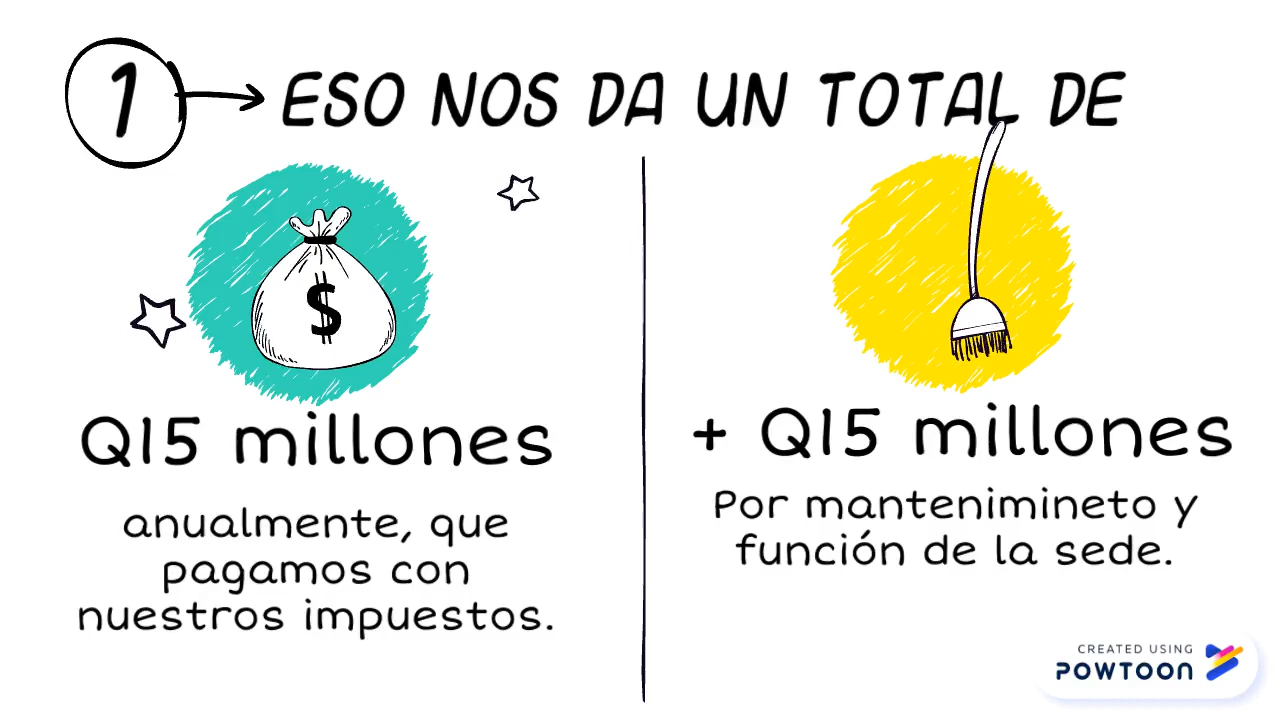 1 ESO NOS DA UN TOTAL DE
$
Q15 millones
anualmente, que
pagamos con
nuestros impuestos.
+ Q15 millones
Por mantenimineto y
función de la sede.
CREATED USING
POWTOON